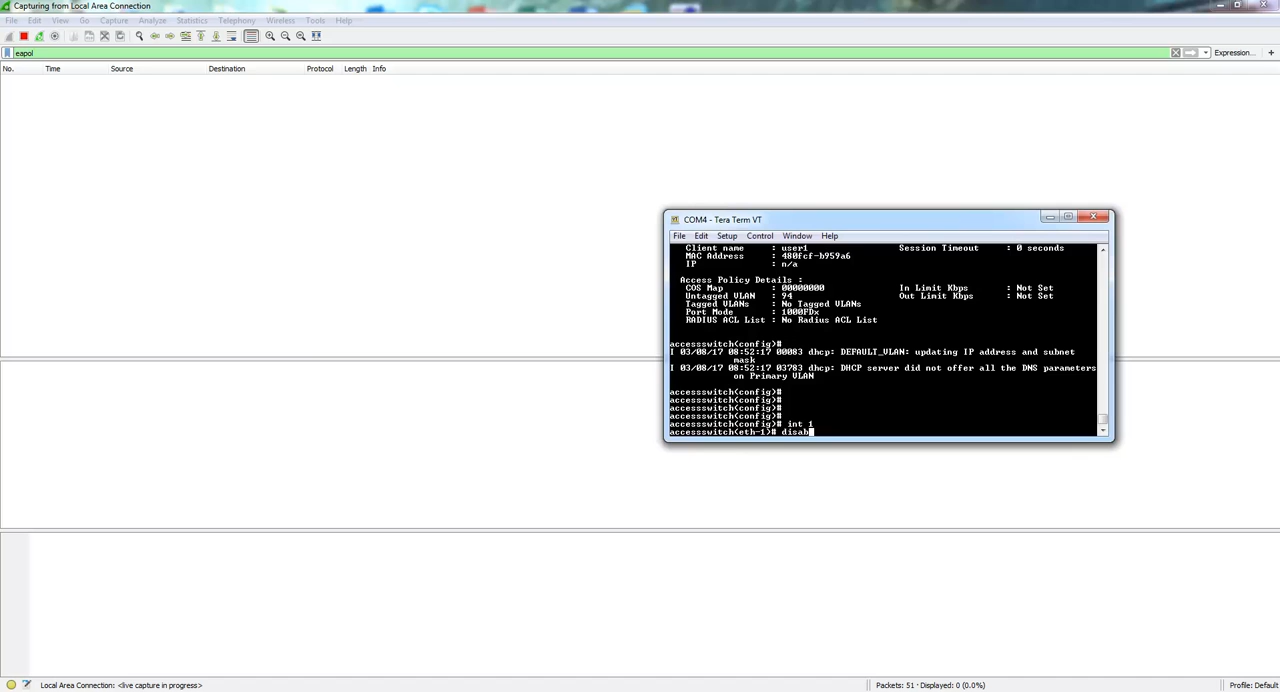 Capturing from Local Area Connection
File Edit View Go Capture Analyze Statistics Telephony Wireless Tools Help
eapol
Expression...
No. Time Source Destination Protocol Length Info
COM4 - Tera Term VT
File Edit Setup Control Window Help
Client name : user1 Session Timeout : 0 seconds
MAC Address : 480fcf-b959a6
IP : n/a
Access Policy Details :
COS Map : 00000000 In Limit Kbps : Not Set
Untagged VLAN : 94 Out Limit Kbps : Not Set
Tagged VLANs : No Tagged VLANs
Port Mode : 1000FDx
RADIUS ACL List : No Radius ACL List
accessswitch(config)#
I 03/08/17 08:52:17 00083 dhcp: DEFAULT_VLAN: updating IP address and subnet
mask
I 03/08/17 08:52:17 03783 dhcp: DHCP server did not offer all the DNS parameters
on Primary VLAN
accessswitch(config)#
accessswitch(config)#
accessswitch(config)#
accessswitch(config)#
accessswitch(config)# int 1
accessswitch(eth-1)# disab
Local Area Connection: <live capture in progress>
Packets: 51 · Displayed: 0 (0.0%)
Profile: Default